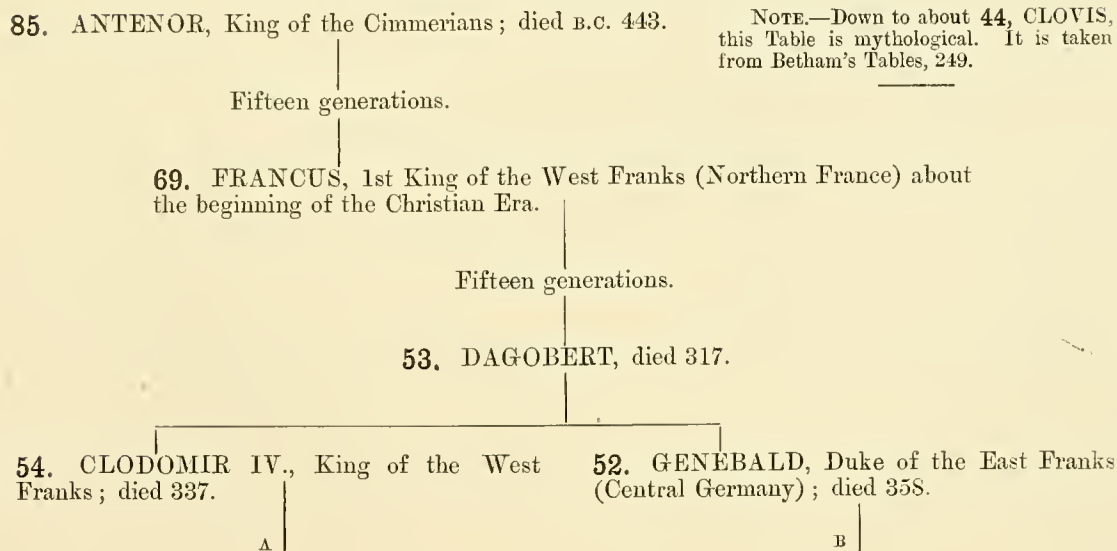 85. ANTENOR, King of the Cimmerians; died B.C. 443.
NOTE.—Down to about 44, CLOVIS,
this Table is mythological. It is taken
from Betham's Tables, 249.
Fifteen generations.
69. FRANCUS, 1st King of the West Franks (Northern France) about
the beginning of the Christian Era.
Fifteen generations.
53. DAGOBERT, died 317.
54. CLODOMIR IV., King of the West
Franks; died 337.
52. GENEBALD, Duke of the East Franks
(Central Germany); died 358.
A
B